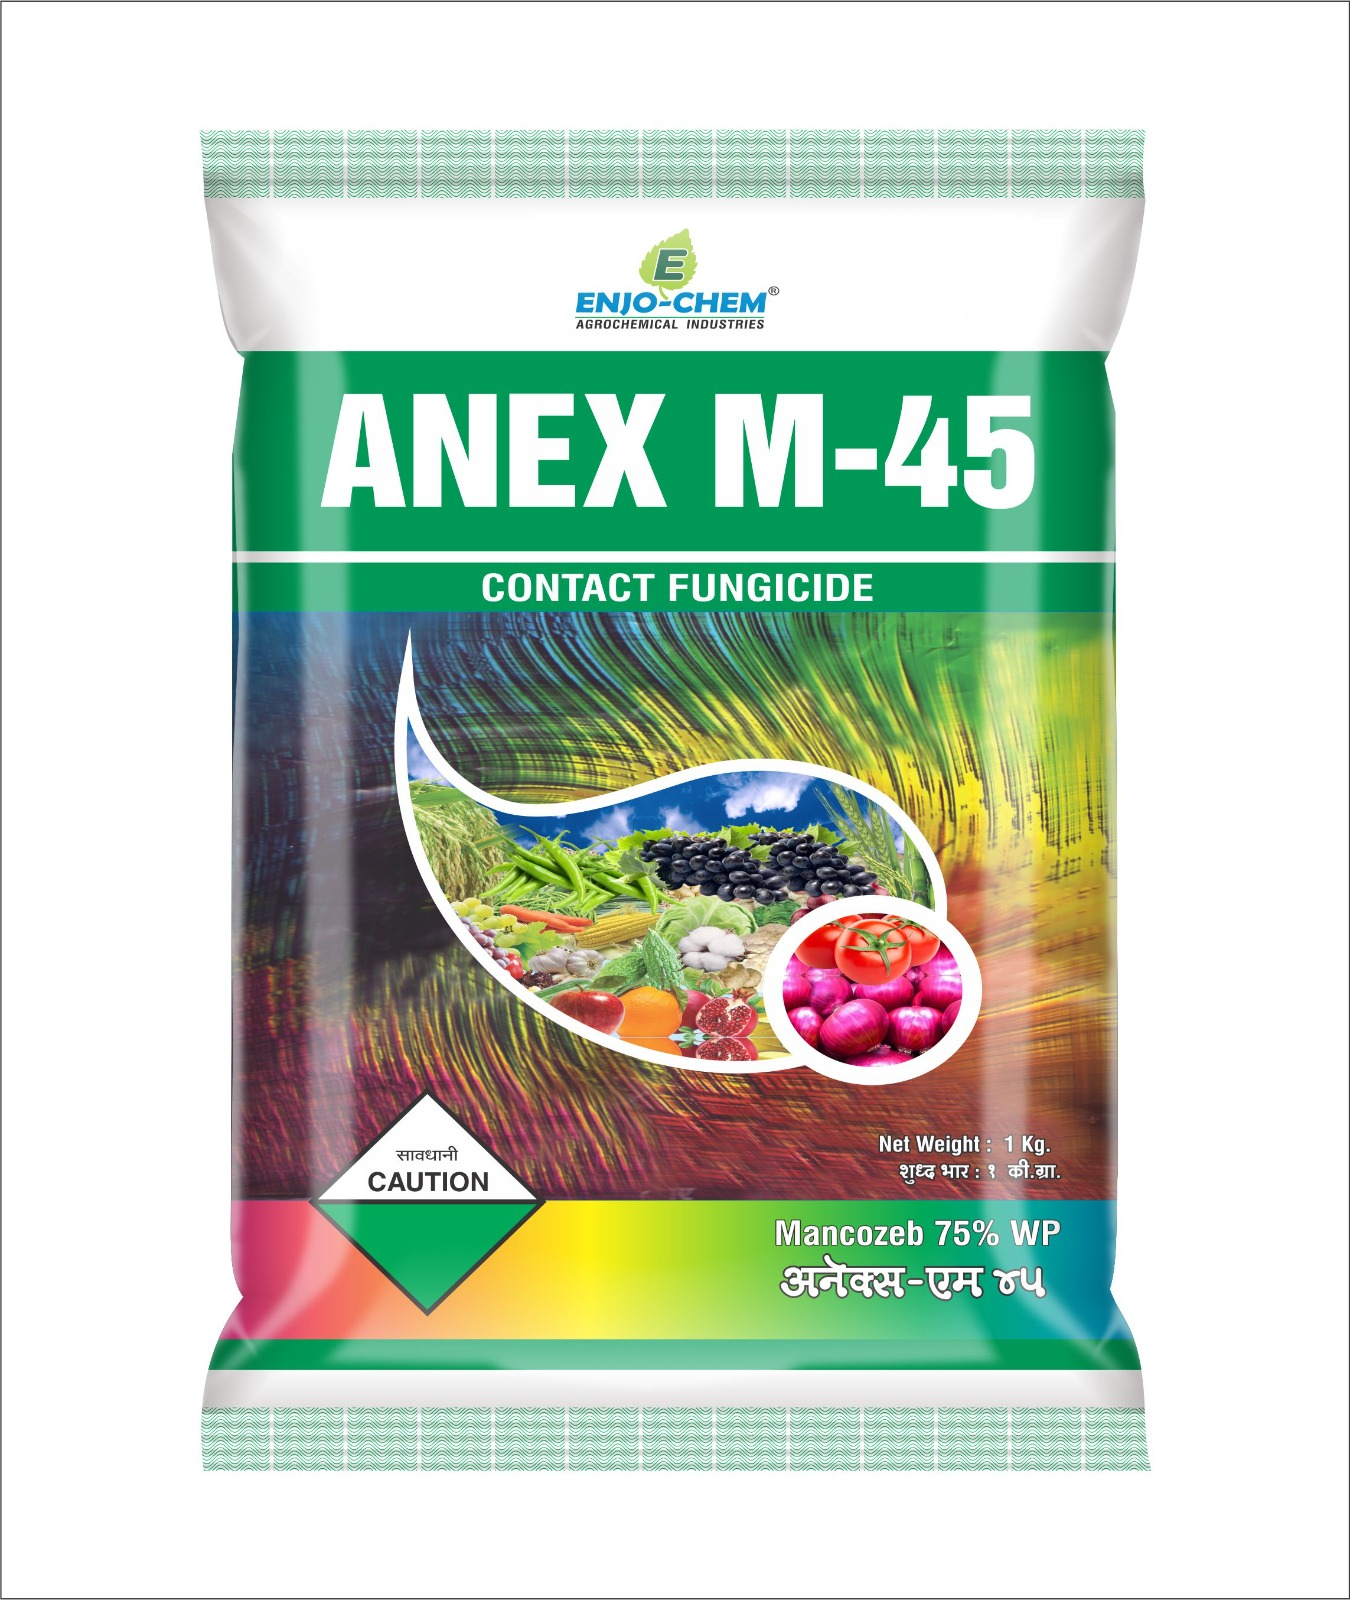 E
ENJO-CHEM®
AGROCHEMICAL INDUSTRIES
ANEX M-45
CONTACT FUNGICIDE
सावधानी
CAUTION
Net Weight : 1 Kg.
शुध्द भार : १ की.ग्रा.
Mancozeb 75% WP
अनेक्स-एम ४५